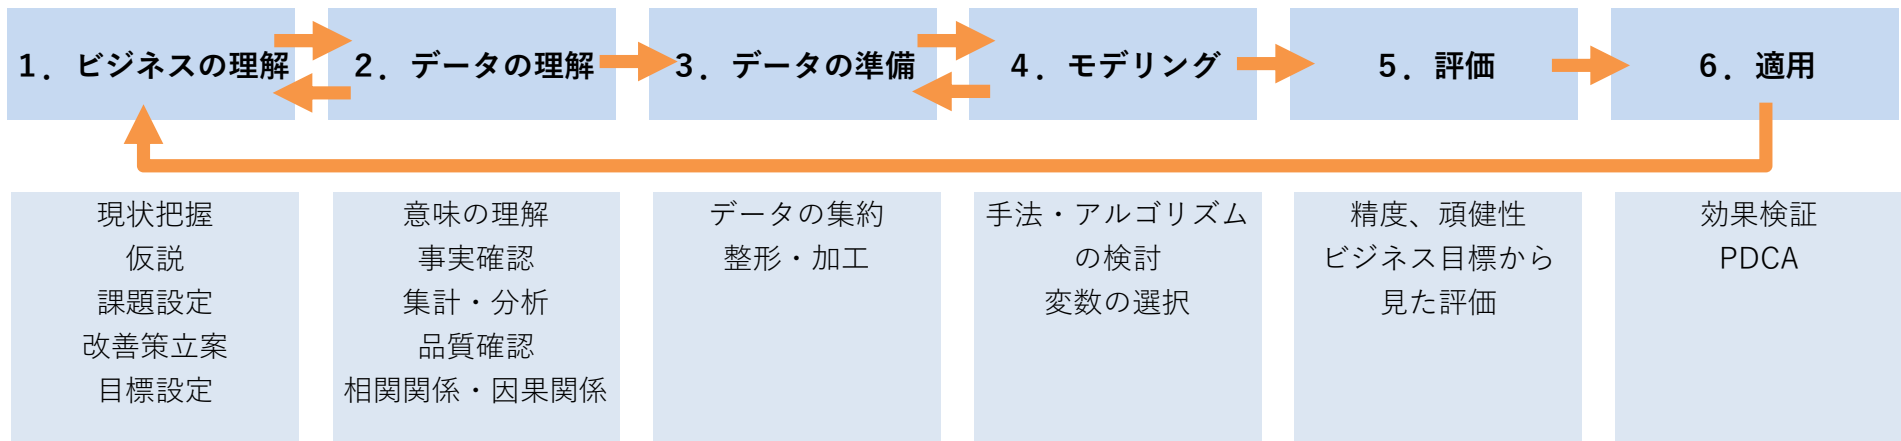 1．ビジネスの理解
2．データの理解
3．データの準備
4．モデリング
5．評価
6．適用
現状把握
仮説
課題設定
改善策立案
目標設定
意味の理解
事実確認
集計・分析
品質確認
相関関係・因果関係
データの集約
整形・加工
手法・アルゴリズム
の検討
変数の選択
精度、頑健性
ビジネス目標から
見た評価
効果検証
PDCA